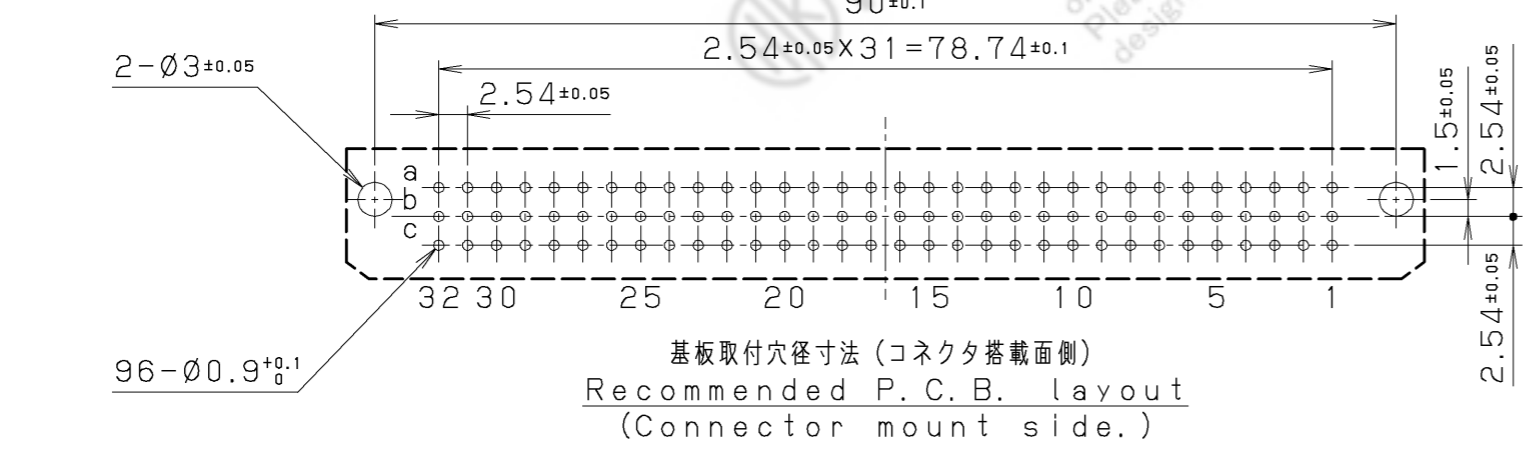 90±0.1
2.54±0.05X31=78.74±0.1
2-Ø3±0.05
2.54±0.05
1.5±0.05
2.54±0.05
a
b
c
32 30 25 20 15 10 5 1
2.54±0.05
96-Ø0.9+0.1 0
基板取付穴径寸法(コネクタ搭載面側)
Recommended P.C.B. layout
(Connector mount side.)